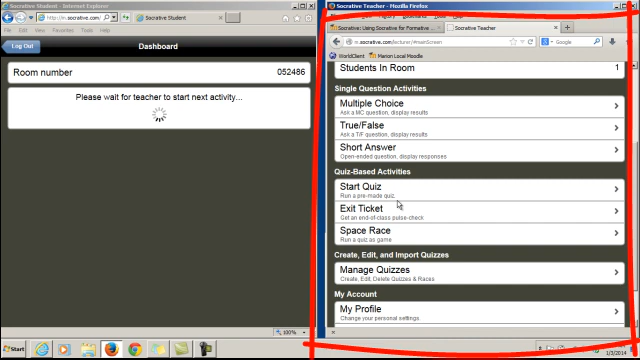 Socrative Student - Internet Explorer
http://m.socrative.com/
Socrative Student
File Edit View Favorites Tools Help
Log Out
Dashboard
Room number 052486
Please wait for teacher to start next activity...
100%
Socrative Teacher - Mozilla Firefox
Socrative: Using Socrative for Formative ...
Socrative Teacher
m.socrative.com/lecturer/#mainScreen
Google
WorldClim
Marion Local Moodle
Students In Room 1
Single Question Activities
Multiple Choice
Ask a MC question, display results
True/False
Ask a T/F question, display results
Short Answer
Open-ended question, display responses
Quiz-Based Activities
Start Quiz
Run a pre-made quiz
Exit Ticket
Get an end-of-class pulse-check
Space Race
Run a quiz as game
Create, Edit, and Import Quizzes
Manage Quizzes
Create, Edit, Delete Quizzes & Races
My Account
My Profile
Change your personal settings
Start
1/3/2014